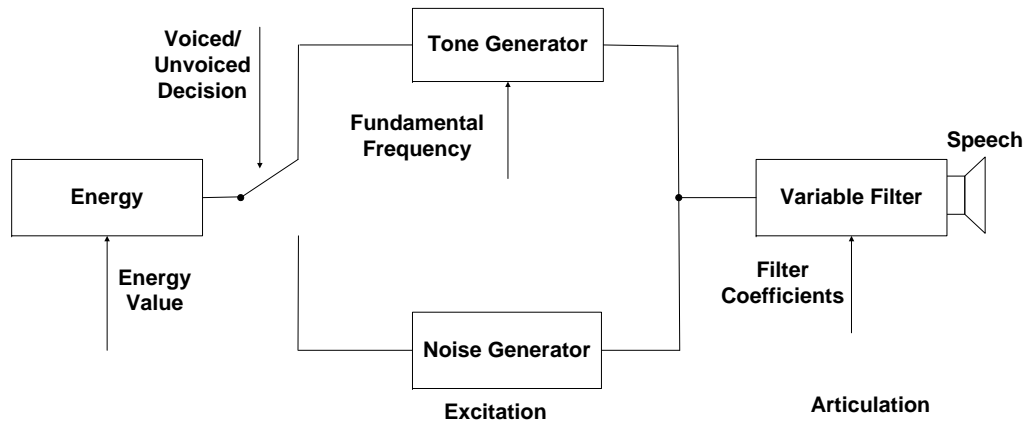 Voiced/
Unvoiced
Decision
Tone Generator
Fundamental
Frequency
Speech
Energy
Variable Filter
Energy
Value
Filter
Coefficients
Noise Generator
Excitation
Articulation